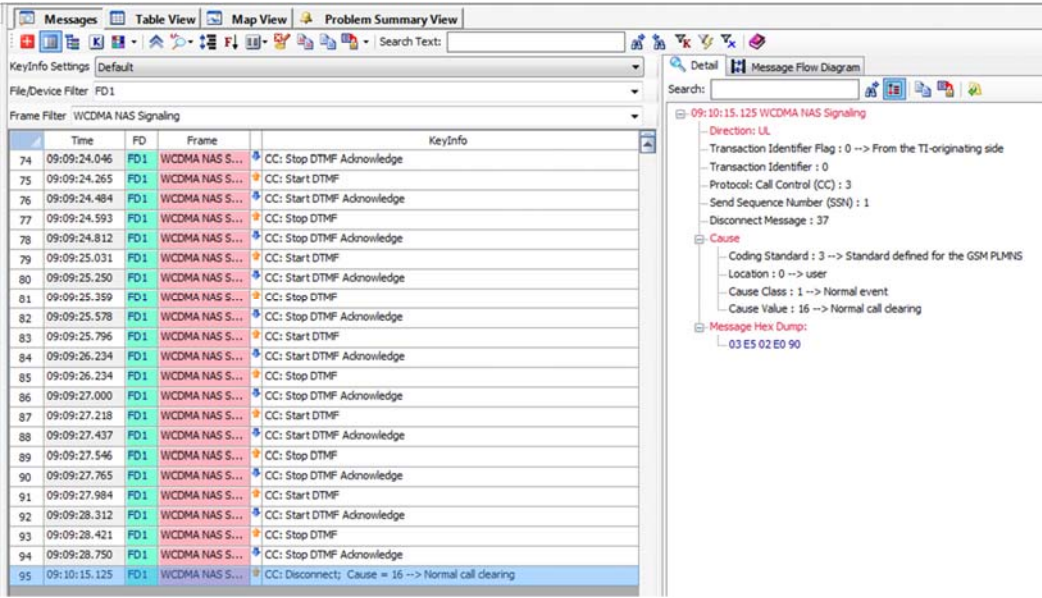 Messages Table View Map View Problem Summary View
Search Text:
KeyInfo Settings Default
File/Device Filter FD1
Frame Filter WCDMA NAS Signaling
Time FD Frame KeyInfo
74 09:09:24.046 FD1 WCDMA NAS S... CC: Stop DTMF Acknowledge
75 09:09:24.265 FD1 WCDMA NAS S... CC: Start DTMF
76 09:09:24.484 FD1 WCDMA NAS S... CC: Start DTMF Acknowledge
77 09:09:24.593 FD1 WCDMA NAS S... CC: Stop DTMF
78 09:09:24.812 FD1 WCDMA NAS S... CC: Stop DTMF Acknowledge
79 09:09:25.031 FD1 WCDMA NAS S... CC: Start DTMF
80 09:09:25.250 FD1 WCDMA NAS S... CC: Start DTMF Acknowledge
81 09:09:25.359 FD1 WCDMA NAS S... CC: Stop DTMF
82 09:09:25.578 FD1 WCDMA NAS S... CC: Stop DTMF Acknowledge
83 09:09:25.796 FD1 WCDMA NAS S... CC: Start DTMF
84 09:09:26.234 FD1 WCDMA NAS S... CC: Start DTMF Acknowledge
85 09:09:26.234 FD1 WCDMA NAS S... CC: Stop DTMF
86 09:09:27.000 FD1 WCDMA NAS S... CC: Stop DTMF Acknowledge
87 09:09:27.218 FD1 WCDMA NAS S... CC: Start DTMF
88 09:09:27.437 FD1 WCDMA NAS S... CC: Start DTMF Acknowledge
89 09:09:27.546 FD1 WCDMA NAS S... CC: Stop DTMF
90 09:09:27.765 FD1 WCDMA NAS S... CC: Stop DTMF Acknowledge
91 09:09:27.984 FD1 WCDMA NAS S... CC: Start DTMF
92 09:09:28.312 FD1 WCDMA NAS S... CC: Start DTMF Acknowledge
93 09:09:28.421 FD1 WCDMA NAS S... CC: Stop DTMF
94 09:09:28.750 FD1 WCDMA NAS S... CC: Stop DTMF Acknowledge
95 09:10:15.125 FD1 WCDMA NAS S... CC: Disconnect; Cause = 16 --> Normal call clearing
Detail Message Flow Diagram
Search:
09:10:15.125 WCDMA NAS Signaling
Direction: UL
Transaction Identifier Flag : 0 --> From the TI-originating side
Transaction Identifier : 0
Protocol: Call Control (CC) : 3
Send Sequence Number (SSN) : 1
Disconnect Message : 37
Cause
Coding Standard : 3 --> Standard defined for the GSM PLMNS
Location : 0 --> user
Cause Class : 1 --> Normal event
Cause Value : 16 --> Normal call clearing
Message Hex Dump:
03 E5 02 E0 90